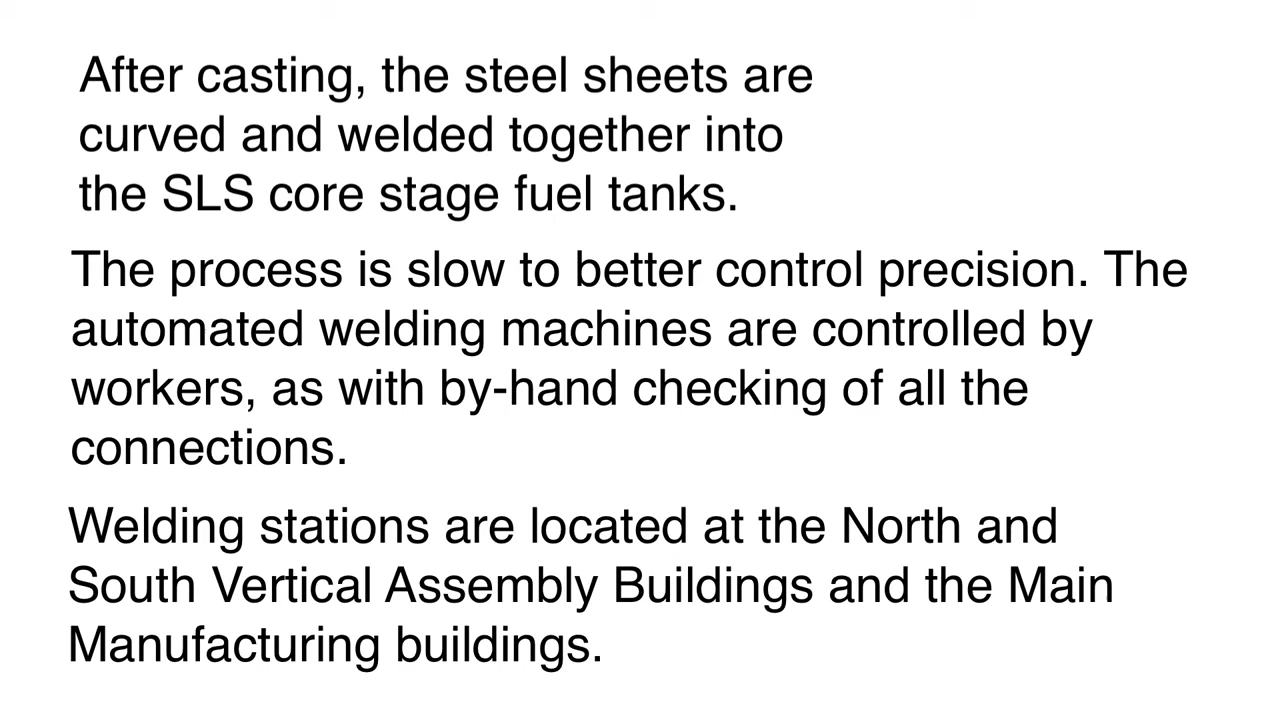 After casting, the steel sheets are
curved and welded together into
the SLS core stage fuel tanks.
The process is slow to better control precision. The
automated welding machines are controlled by
workers, as with by-hand checking of all the
connections.
Welding stations are located at the North and
South Vertical Assembly Buildings and the Main
Manufacturing buildings.